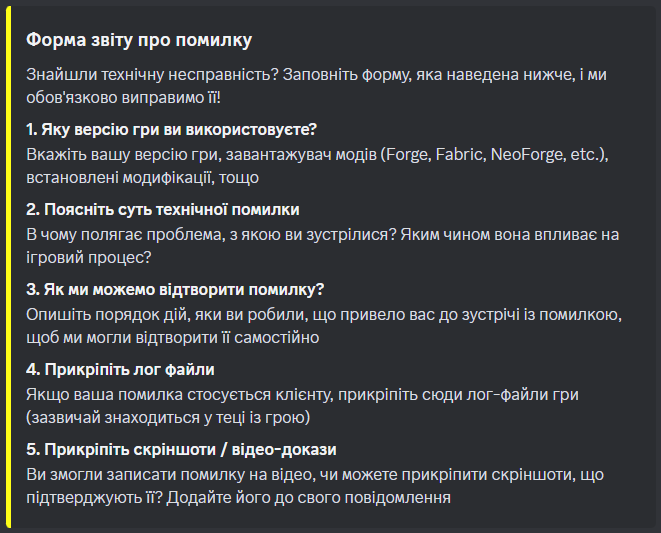 Форма звіту про помилку
Знайшли технічну несправність? Заповніть форму, яка наведена нижче, і ми
обов'язково виправимо її!
1. Яку версію гри ви використовуєте?
Вкажіть вашу версію гри, завантажувач модів (Forge, Fabric, NeoForge, etc.),
встановлені модифікації, тощо
2. Поясніть суть технічної помилки
В чому полягає проблема, з якою ви зустрілися? Яким чином вона впливає на
ігровий процес?
3. Як ми можемо відтворити помилку?
Опишіть порядок дій, яки ви робили, що привело вас до зустрічі із помилкою,
щоб ми могли відтворити її самостійно
4. Прикріпіть лог файли
Якщо ваша помилка стосується клієнту, прикріпіть сюди лог-файли гри
(зазвичай знаходиться у теці із грою)
5. Прикріпіть скріншоти / відео-докази
Ви змогли записати помилку на відео, чи можете прикріпити скріншоти, що
підтверджують її? Додайте його до свого повідомлення